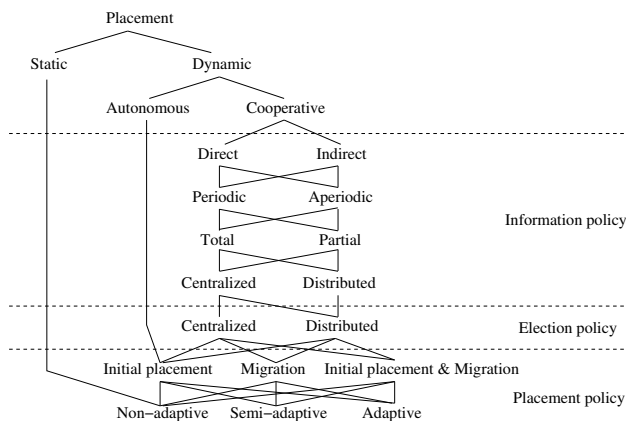 Placement
Static Dynamic
Autonomous Cooperative
Direct Indirect
Periodic Aperiodic
Information policy
Total Partial
Centralized Distributed
Centralized Distributed Election policy
Initial placement Migration Initial placement & Migration
Placement policy
Non−adaptive Semi−adaptive Adaptive